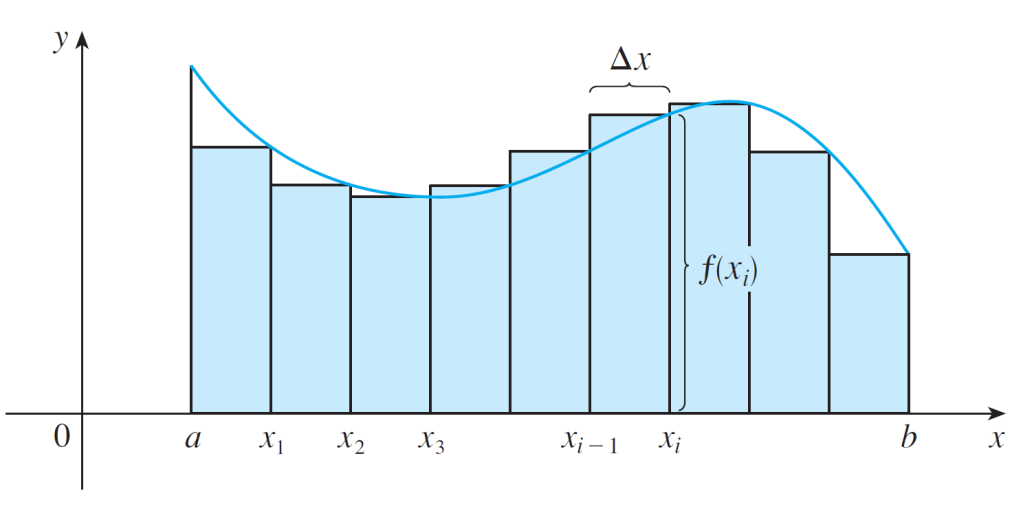 y
Δx
f(xᵢ)
0 a x₁ x₂ x₃ xᵢ₋₁ xᵢ b x